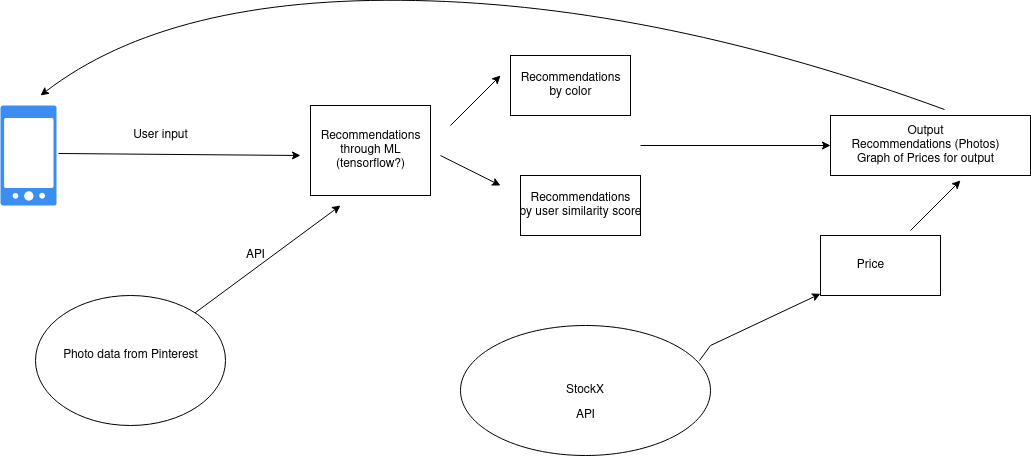 Recommendations
by color
User input
Recommendations
through ML
(tensorflow?)
Output
Recommendations (Photos)
Graph of Prices for output
Recommendations
by user similarity score
API
Price
Photo data from Pinterest
StockX
API